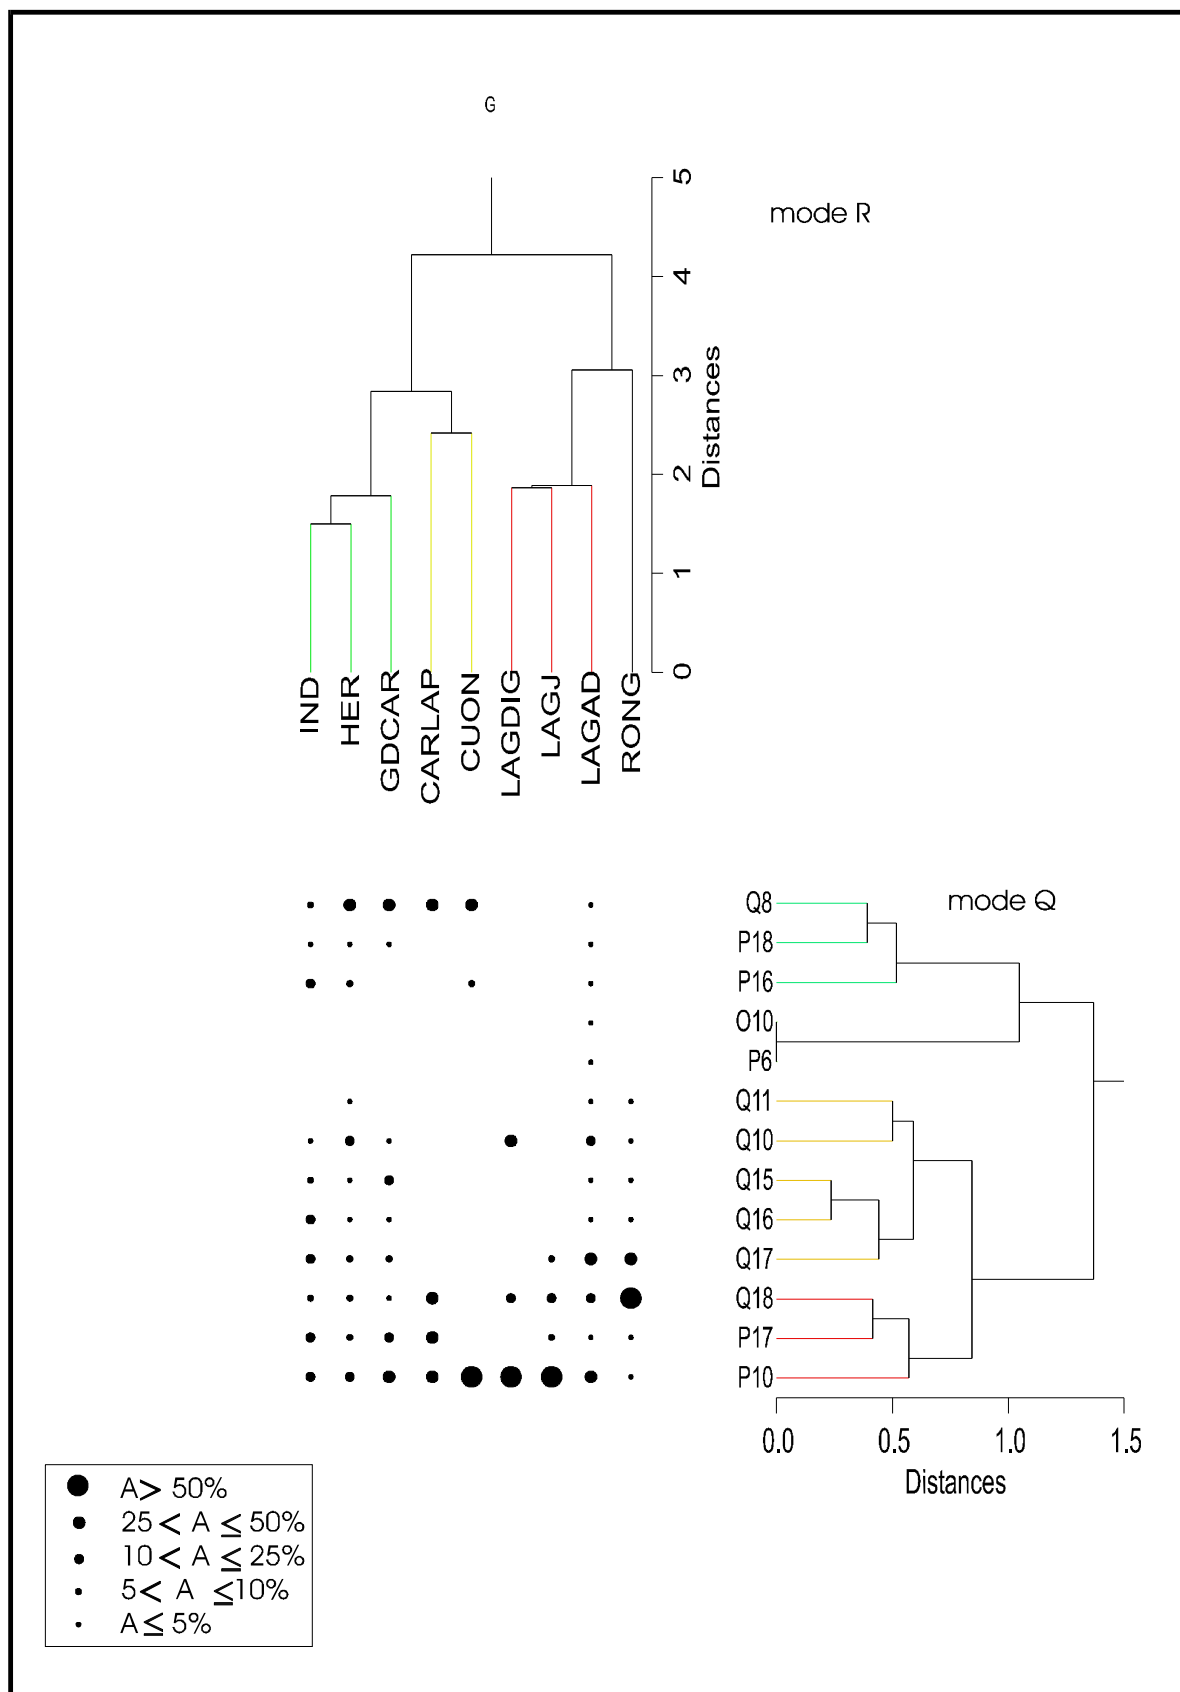 G
mode R
5
4
3
2
1
0
Distances
IND
HER
GDCAR
CARLAP
CUON
LAGDIG
LAGJ
LAGAD
RONG
mode Q
Q8
P18
P16
O10
P6
Q11
Q10
Q15
Q16
Q17
Q18
P17
P10
0.0 0.5 1.0 1.5
Distances
A> 50%
25 < A ≤ 50%
10 < A ≤ 25%
5 < A ≤10%
A ≤ 5%